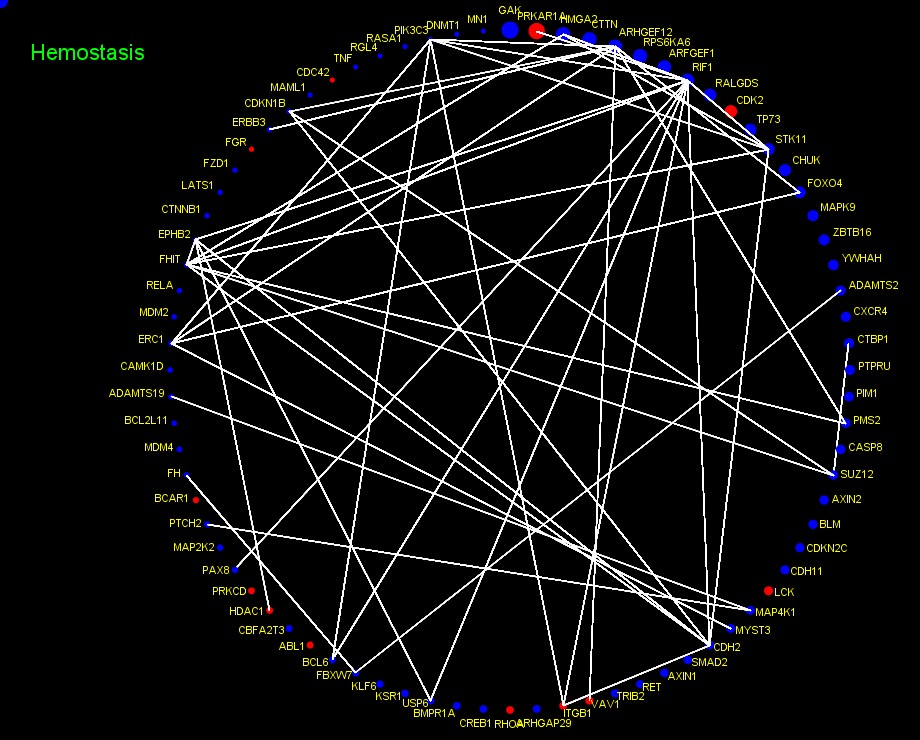 Hemostasis
GAK
PRKAR1A
HMGA2
CTTN
ARHGEF12
RPS6KA6
ARFGEF1
RIF1
RALGDS
CDK2
TP73
STK11
CHUK
FOXO4
MAPK9
ZBTB16
YWHAH
ADAMTS2
CXCR4
CTBP1
PTPRU
PIM1
PMS2
CASP8
SUZ12
AXIN2
BLM
CDKN2C
CDH11
LCK
MAP4K1
MYST3
CDH2
SMAD2
AXIN1
RET
TRIB2
VAV1
ITGB1
ARHGAP29
RHOA
CREB1
BMPR1A
USP6
KSR1
KLF6
FBXW7
BCL6
ABL1
CBFA2T3
HDAC1
PRKCD
PAX8
MAP2K2
PTCH2
BCAR1
FH
MDM4
BCL2L11
ADAMTS19
CAMK1D
ERC1
MDM2
RELA
FHIT
EPHB2
CTNNB1
LATS1
FZD1
FGR
ERBB3
CDKN1B
MAML1
CDC42
TNF
RGL4
RASA1
PIK3C3
DNMT1
MN1